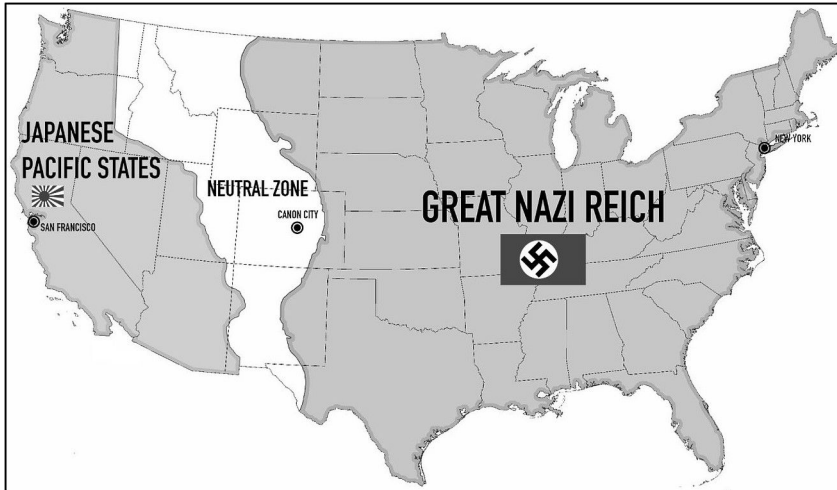 JAPANESE
PACIFIC STATES
SAN FRANCISCO
NEUTRAL ZONE
CANON CITY
GREAT NAZI REICH
NEW YORK